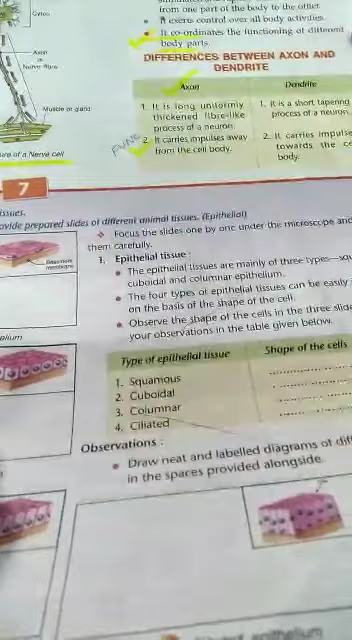 from one part of the body to the other.
It exerts control over all body activities.
It co-ordinates the functioning of different
body parts.
Cyton
Axon
or
Nerve fibre
Muscle or gland
ure of a Nerve cell
DIFFERENCES BETWEEN AXON AND
DENDRITE
Axon Dendrite
1. It is long uniformly 1. It is a short tapering
thickened fibre-like process of a neuron.
process of a neuron.
2. It carries impulses away 2. It carries impulse
from the cell body. towards the ce
body.
7
issues.
ovide prepared slides of different animal tissues. (Epithelial)
Focus the slides one by one under the microscope and
them carefully.
1. Epithelial tissue :
The epithelial tissues are mainly of three types—squ
cuboidal and columnar epithelium.
The four types of epithelial tissues can be easily
on the basis of the shape of the cell.
Observe the shape of the cells in the three slide
your observations in the table given below.
Basement
membrane
elium
Type of epithelial tissue Shape of the cells
1. Squamous
2. Cuboidal
3. Columnar
4. Ciliated
Observations :
Draw neat and labelled diagrams of dif
in the spaces provided alongside.